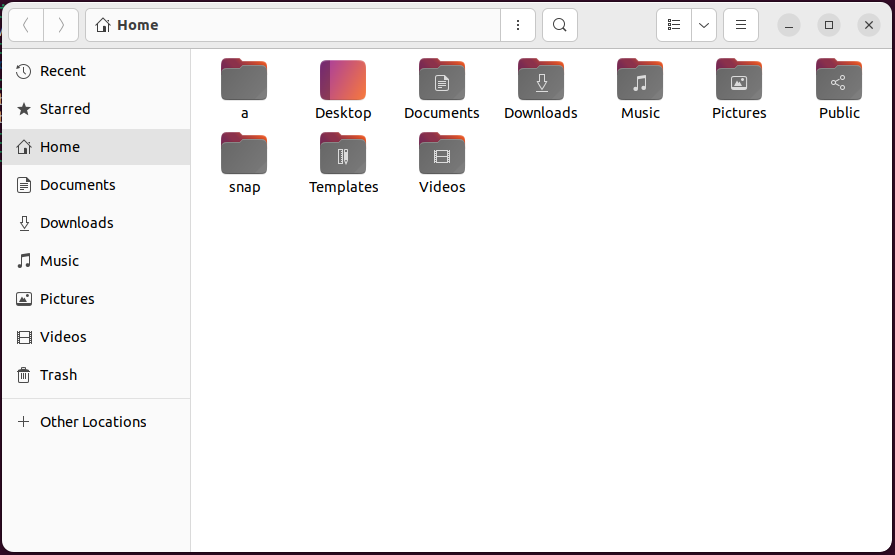 Home
Recent
Starred
Home
Documents
Downloads
Music
Pictures
Videos
Trash
Other Locations
a Desktop Documents Downloads Music Pictures Public
snap Templates Videos